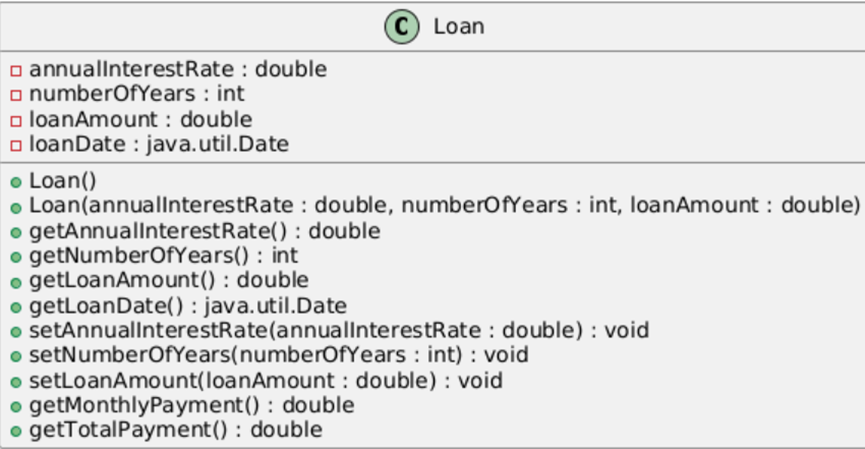 C Loan
annualInterestRate : double
numberOfYears : int
loanAmount : double
loanDate : java.util.Date
Loan()
Loan(annualInterestRate : double, numberOfYears : int, loanAmount : double)
getAnnualInterestRate() : double
getNumberOfYears() : int
getLoanAmount() : double
getLoanDate() : java.util.Date
setAnnualInterestRate(annualInterestRate : double) : void
setNumberOfYears(numberOfYears : int) : void
setLoanAmount(loanAmount : double) : void
getMonthlyPayment() : double
getTotalPayment() : double